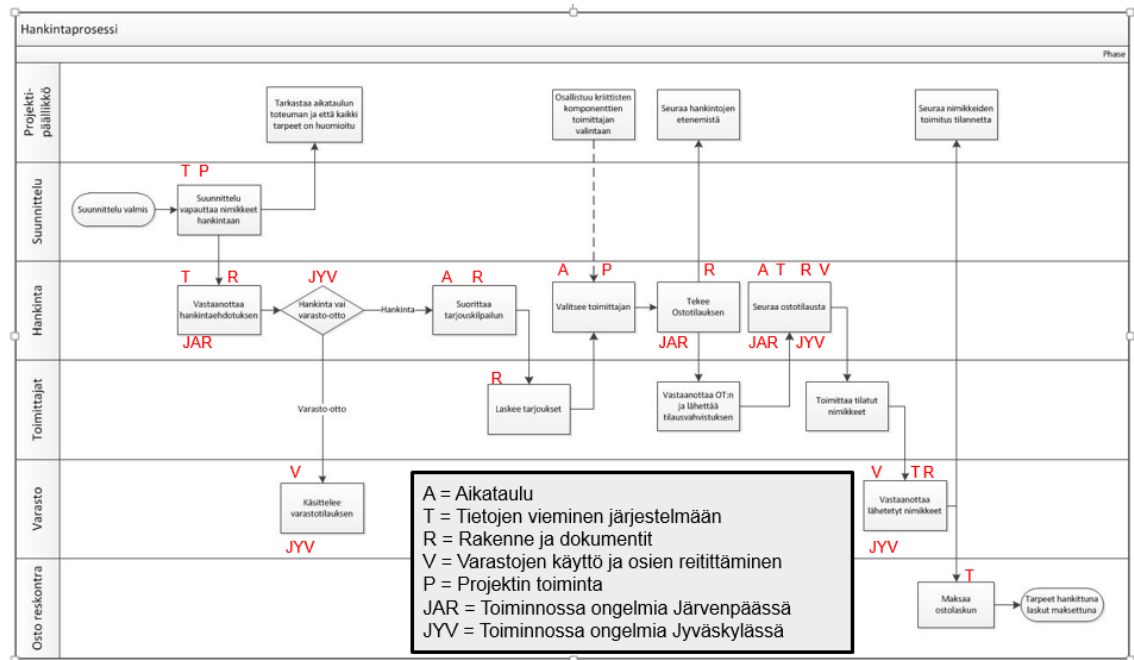 Hankintaprosessi
Phase
Projekti-
päällikkö
Tarkastaa aikataulun
toteuman ja että kaikki
tarpeet on huomioitu
Osallistuu kriittisten
komponenttien
toimittajan
valintaan
Seuraa hankintojen
etenemistä
Seuraa nimikkeiden
toimitus tilannetta
Suunnittelu
T P
Suunnittelu valmis
Suunnittelu
vapauttaa nimikkeet
hankintaan
Hankinta
T R
Vastaanottaa
hankintaehdotuksen
JAR
JYV
Hankinta vai
varasto-otto
Hankinta
A R
Suorittaa
tarjouskilpailun
A P
Valitsee toimittajan
R
Tekee
Ostotilauksen
JAR
A T R V
Seuraa ostotilausta
JAR JYV
Toimittajat
Varasto-otto
R
Laskee tarjoukset
Vastaanottaa OT:n
ja lähettää
tilausvahvistuksen
Toimittaa tilatut
nimikkeet
Varasto
V
Käsittelee
varastotilauksen
JYV
V T R
Vastaanottaa
lähetetyt nimikkeet
JYV
Osto reskontra
T
Maksaa
ostolaskun
Tarpeet hankittuna
laskut maksettuna
A = Aikataulu
T = Tietojen vieminen järjestelmään
R = Rakenne ja dokumentit
V = Varastojen käyttö ja osien reitittäminen
P = Projektin toiminta
JAR = Toiminnossa ongelmia Järvenpäässä
JYV = Toiminnossa ongelmia Jyväskylässä